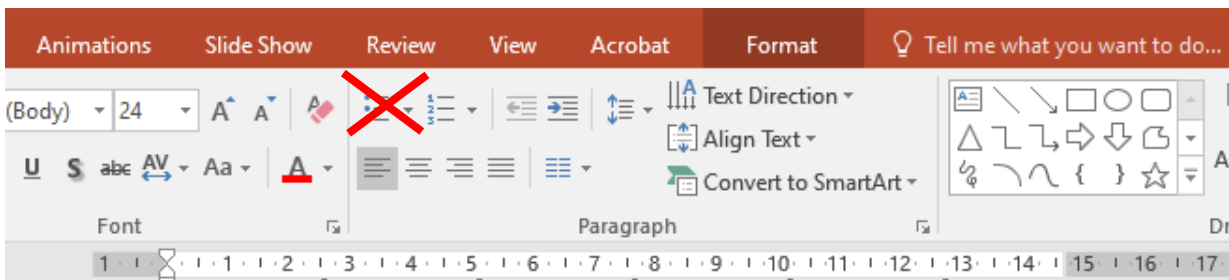 Animations Slide Show Review View Acrobat Format Tell me what you want to do...
(Body) 24 A A A Text Direction
Align Text
U S abc AV Aa A Convert to SmartArt A
Font Paragraph
1 1 2 3 4 5 6 7 8 9 10 11 12 13 14 15 16 17